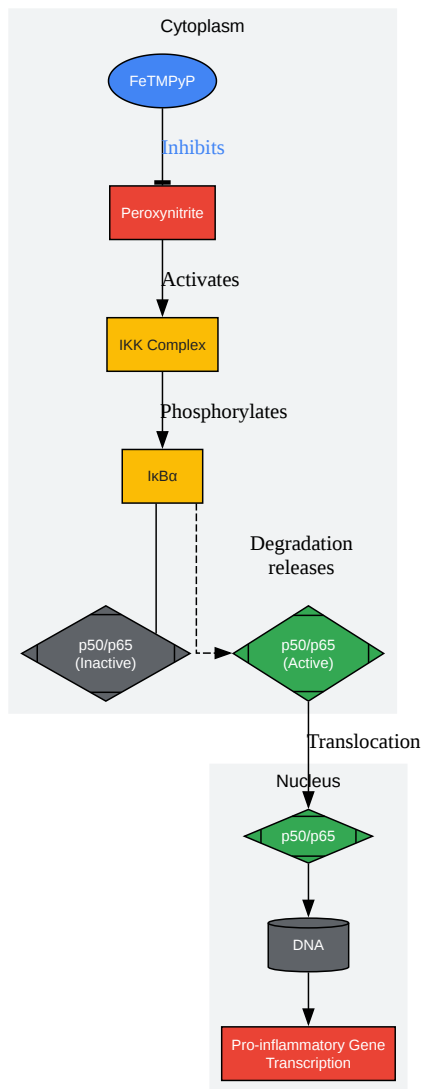 Cytoplasm
FeTMPyP
Inhibits
Peroxynitrite
Activates
IKK Complex
Phosphorylates
IκBα
Degradation
releases
p50/p65
(Inactive)
p50/p65
(Active)
Translocation
Nucleus
p50/p65
DNA
Pro-inflammatory Gene
Transcription